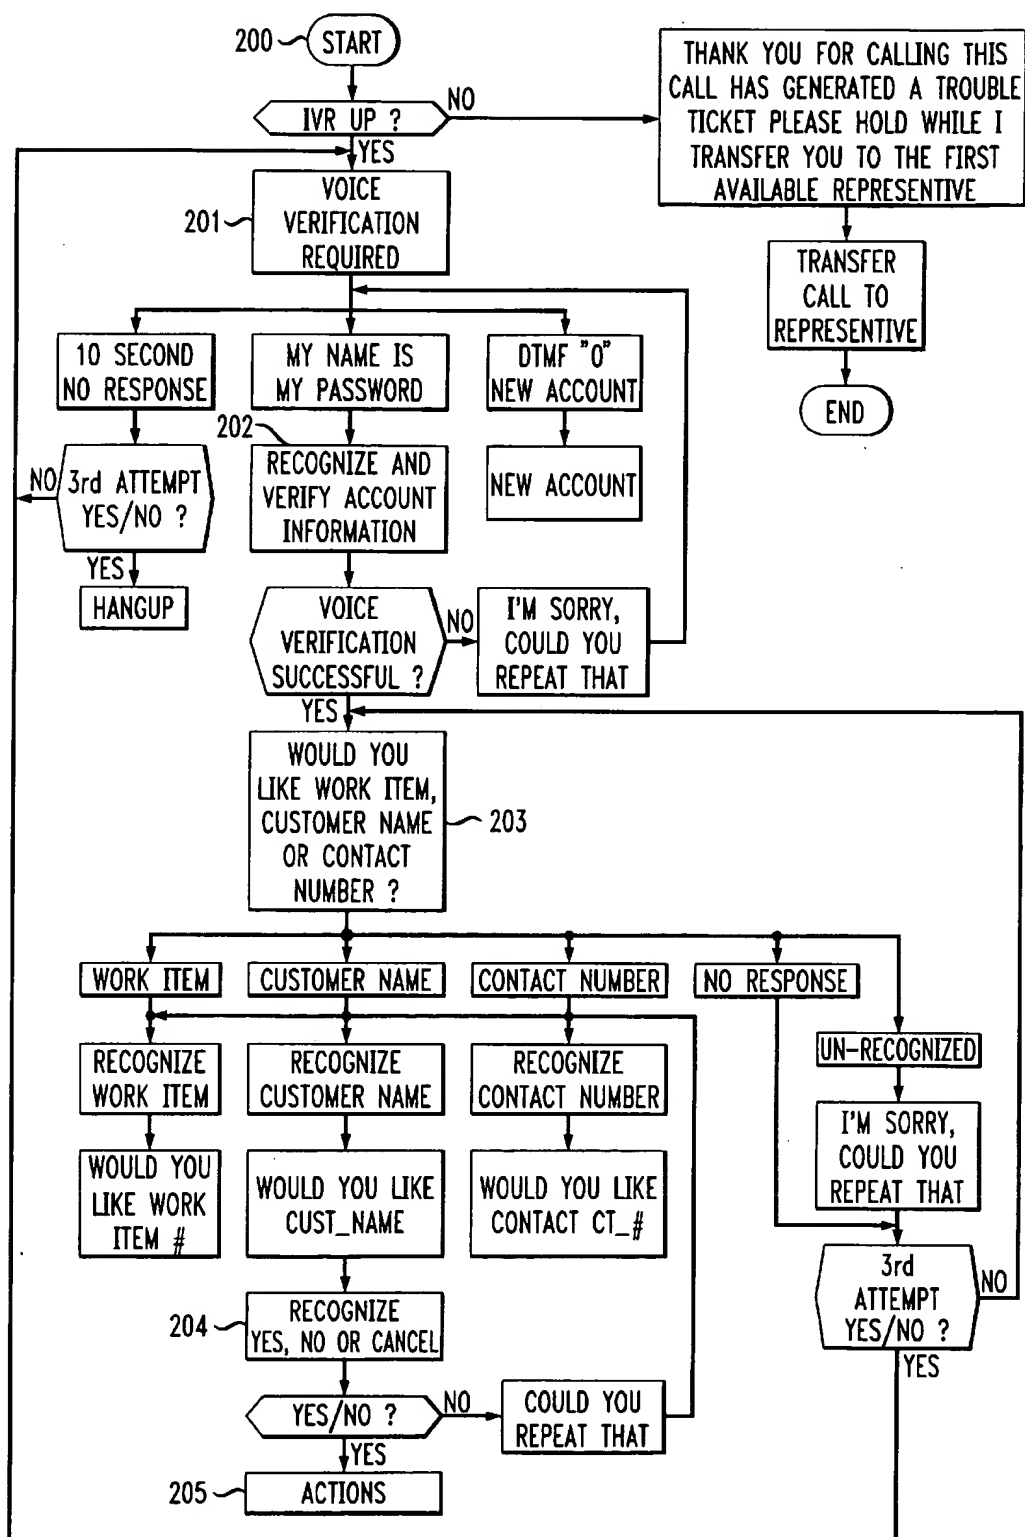 200
START
IVR UP ?
NO
YES
THANK YOU FOR CALLING THIS
CALL HAS GENERATED A TROUBLE
TICKET PLEASE HOLD WHILE I
TRANSFER YOU TO THE FIRST
AVAILABLE REPRESENTIVE
TRANSFER
CALL TO
REPRESENTIVE
END
201
VOICE
VERIFICATION
REQUIRED
10 SECOND
NO RESPONSE
MY NAME IS
MY PASSWORD
DTMF "0"
NEW ACCOUNT
NO
3rd ATTEMPT
YES/NO ?
YES
HANGUP
202
RECOGNIZE AND
VERIFY ACCOUNT
INFORMATION
NEW ACCOUNT
VOICE
VERIFICATION
SUCCESSFUL ?
NO
I'M SORRY,
COULD YOU
REPEAT THAT
YES
WOULD YOU
LIKE WORK ITEM,
CUSTOMER NAME
OR CONTACT
NUMBER ?
203
WORK ITEM
CUSTOMER NAME
CONTACT NUMBER
NO RESPONSE
UN-RECOGNIZED
RECOGNIZE
WORK ITEM
RECOGNIZE
CUSTOMER NAME
RECOGNIZE
CONTACT NUMBER
I'M SORRY,
COULD YOU
REPEAT THAT
WOULD YOU
LIKE WORK
ITEM #
WOULD YOU LIKE
CUST_NAME
WOULD YOU LIKE
CONTACT CT_#
3rd
ATTEMPT
YES/NO ?
NO
YES
204
RECOGNIZE
YES, NO OR CANCEL
YES/NO ?
NO
COULD YOU
REPEAT THAT
YES
205
ACTIONS